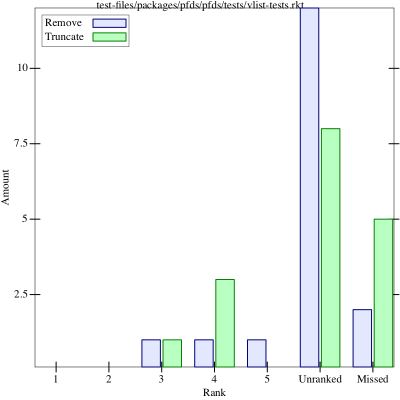 test-files/packages/pfds/pfds/tests/vlist-tests.rkt
Remove
Truncate
10
7.5
5
2.5
Amount
1 2 3 4 5 Unranked Missed
Rank